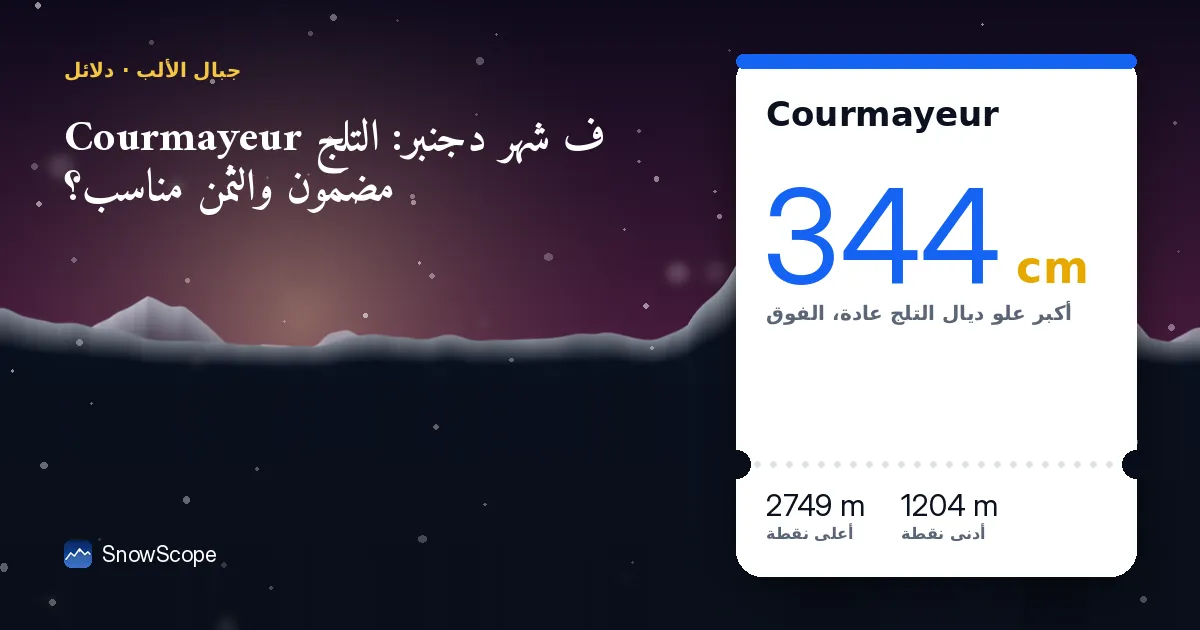 جبال الألب · دلائل
Courmayeur ف شهر دجنبر: التلج
مضمون والثمن مناسب؟
SnowScope
Courmayeur
344 cm
أكبر علو ديال التلج عادة، الفوق
2749 m
أعلى نقطة
1204 m
أدنى نقطة